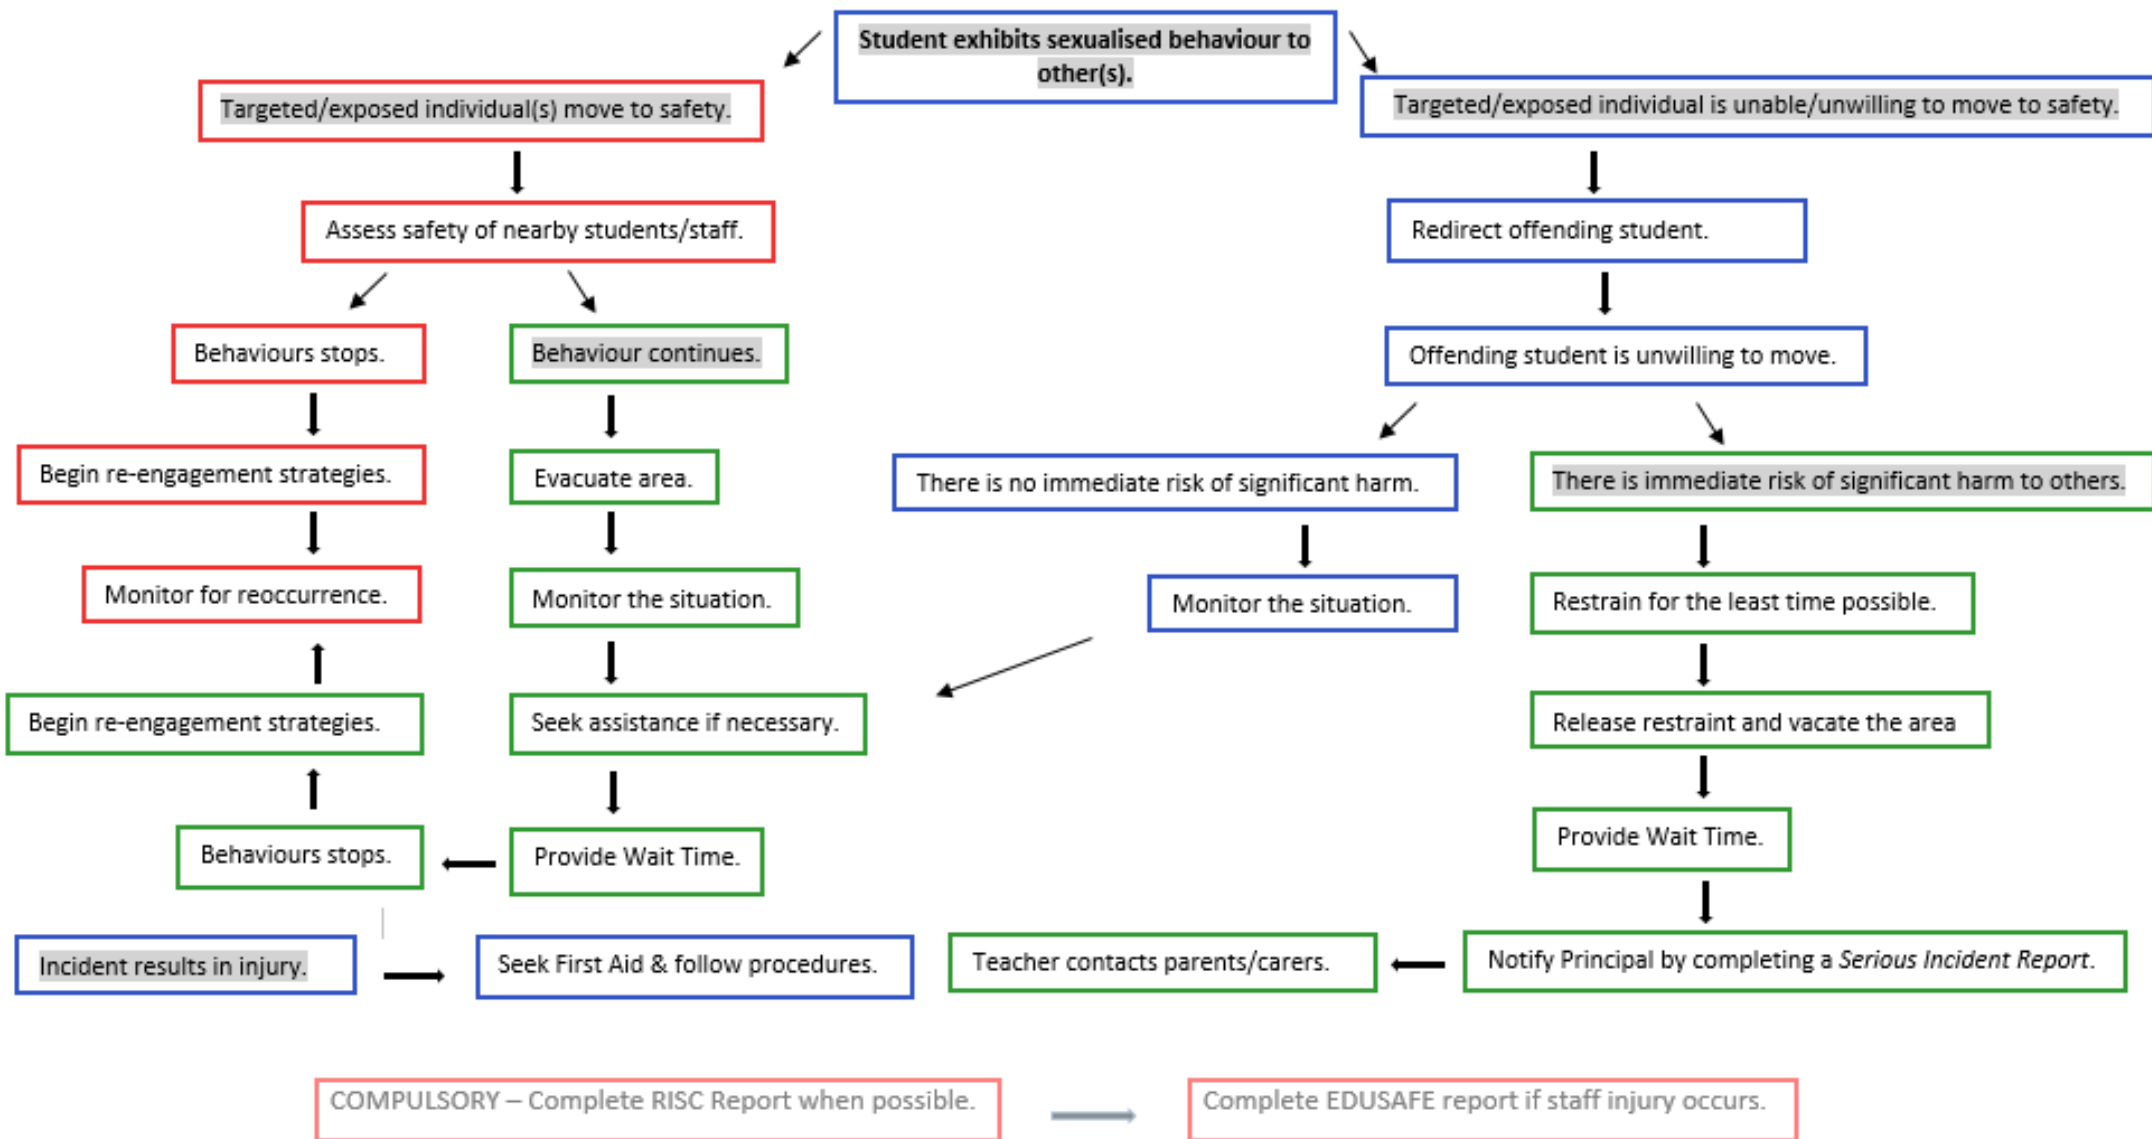 Student exhibits sexualised behaviour to
other(s).
Targeted/exposed individual(s) move to safety.
Targeted/exposed individual is unable/unwilling to move to safety.
Assess safety of nearby students/staff.
Redirect offending student.
Behaviours stops.
Behaviour continues.
Offending student is unwilling to move.
Begin re-engagement strategies.
Evacuate area.
There is no immediate risk of significant harm.
There is immediate risk of significant harm to others.
Monitor for reoccurrence.
Monitor the situation.
Monitor the situation.
Restrain for the least time possible.
Begin re-engagement strategies.
Seek assistance if necessary.
Release restraint and vacate the area
Behaviours stops.
Provide Wait Time.
Provide Wait Time.
Incident results in injury.
Seek First Aid & follow procedures.
Teacher contacts parents/carers.
Notify Principal by completing a Serious Incident Report.
COMPULSORY – Complete RISC Report when possible.
Complete EDUSAFE report if staff injury occurs.